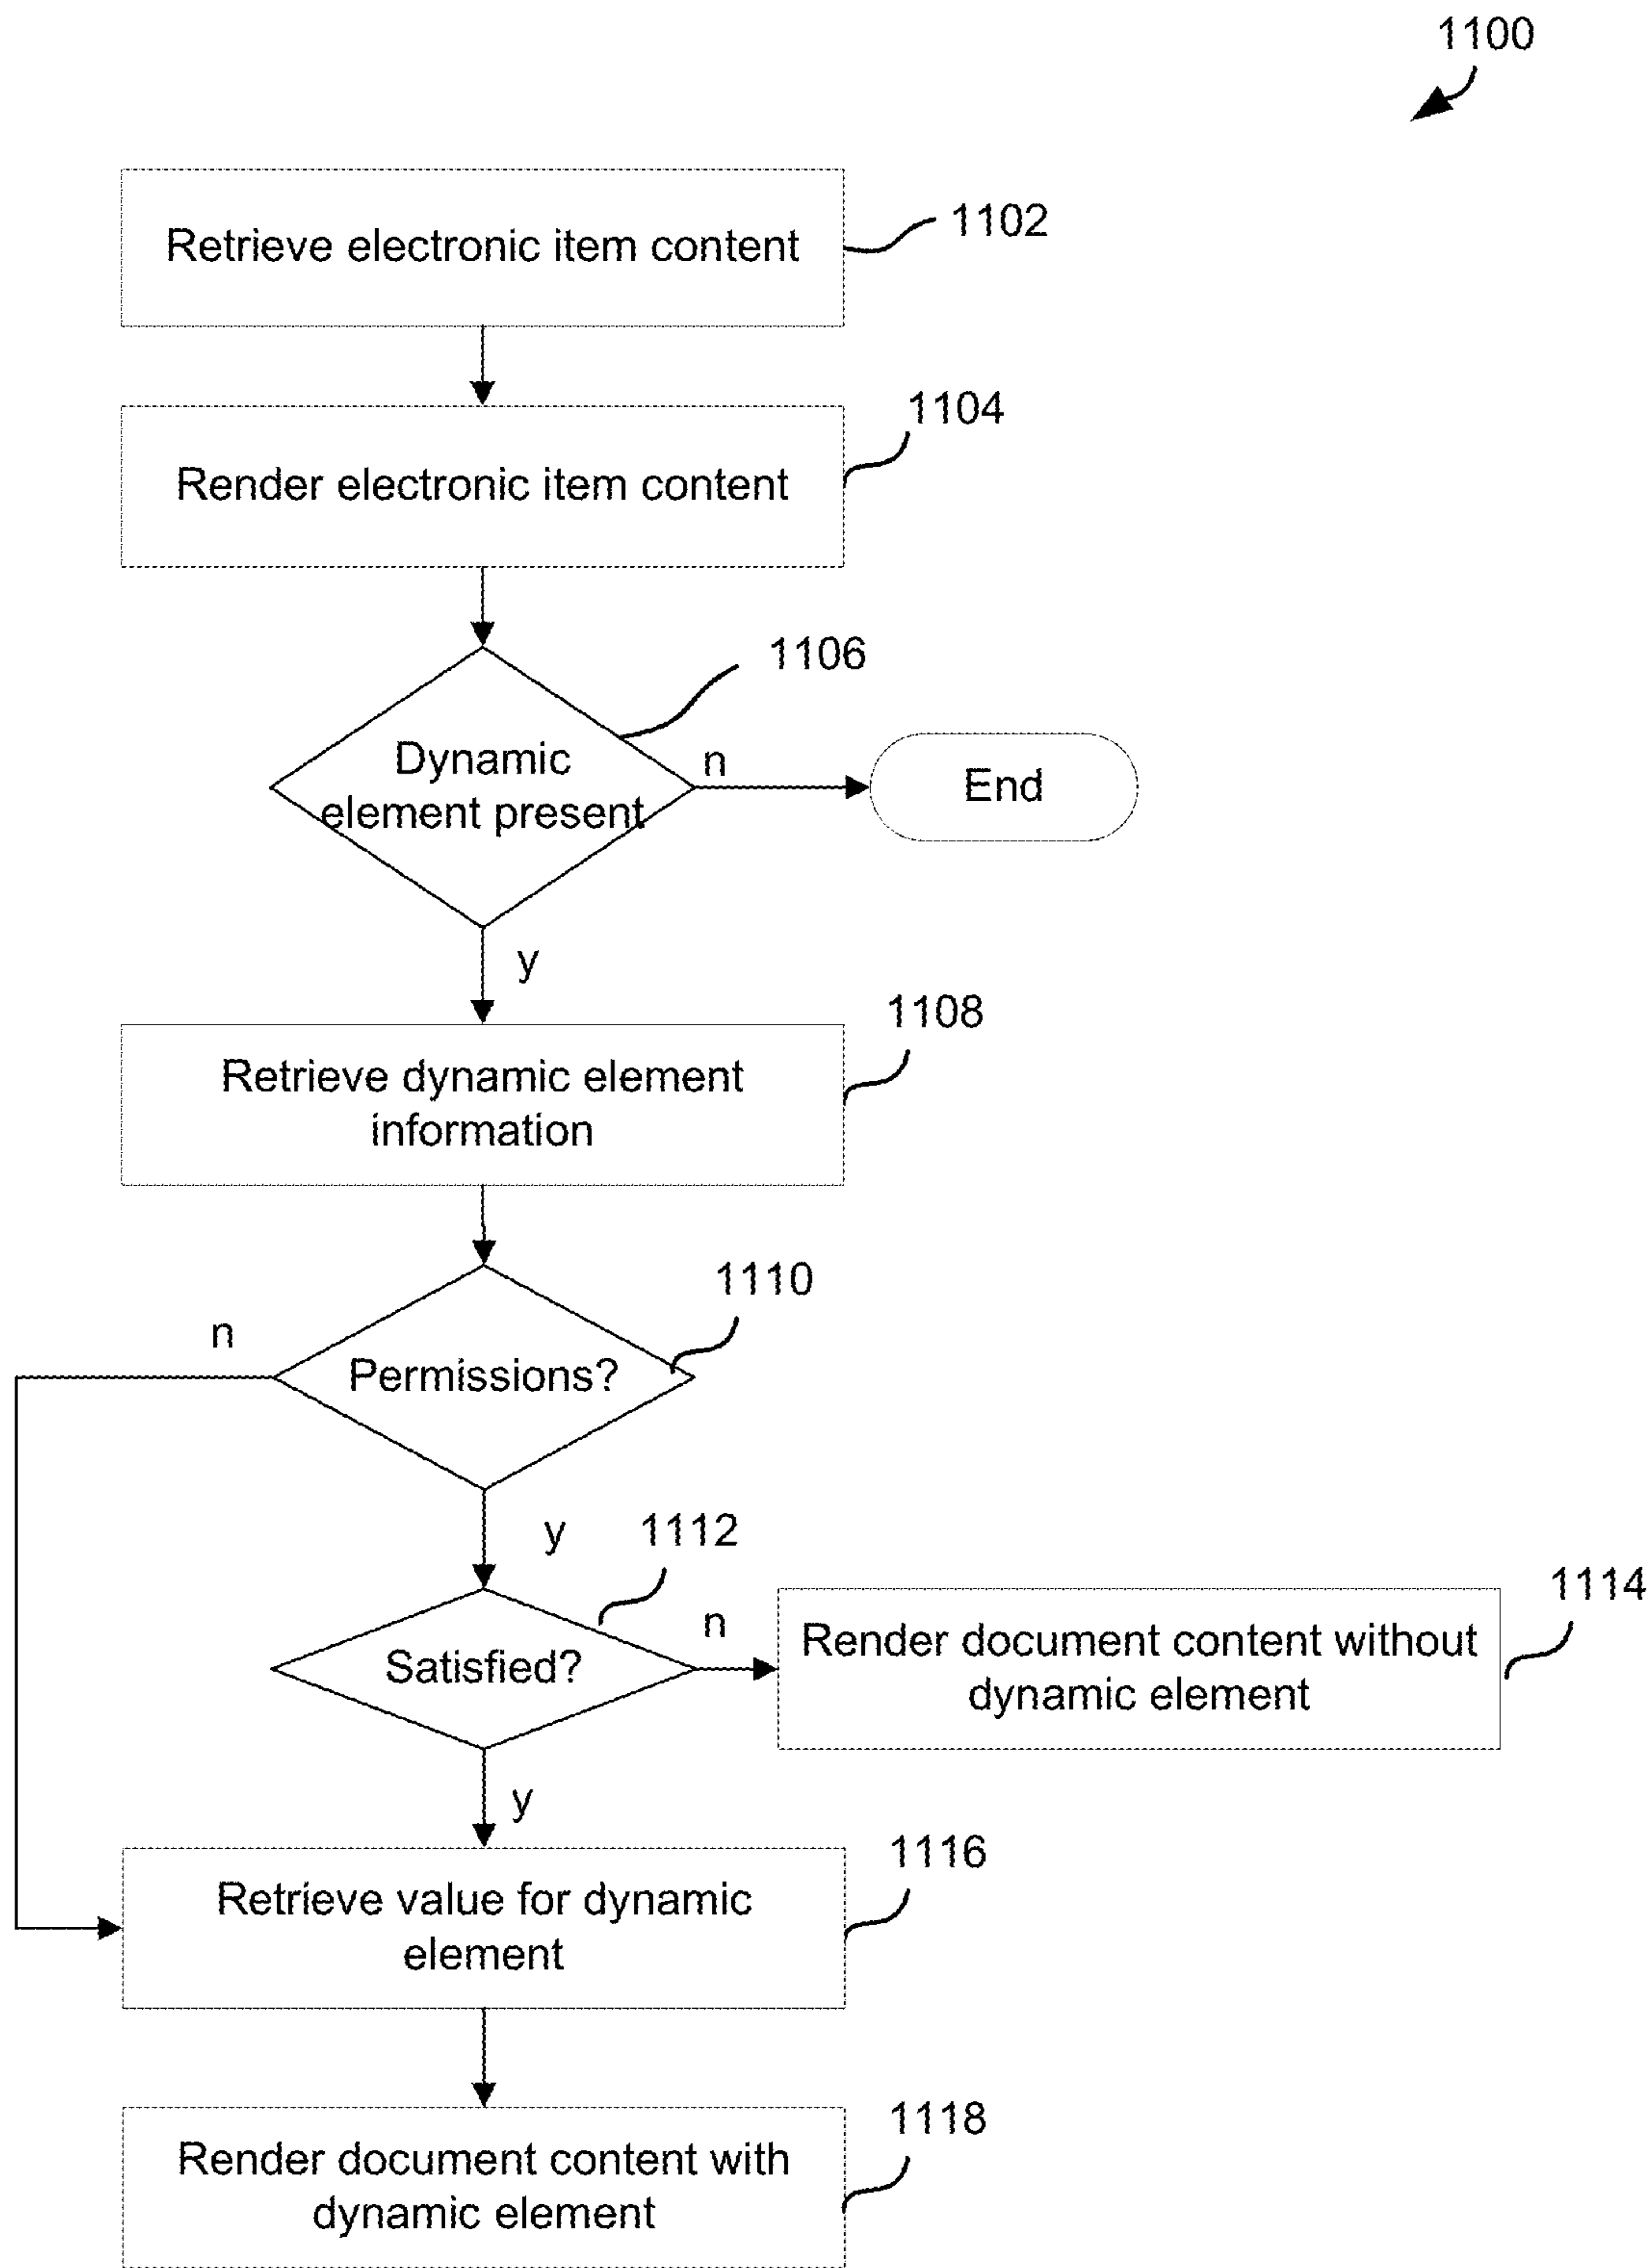 1100
Retrieve electronic item content
1102
Render electronic item content
1104
1106
Dynamic
element present
n
End
y
1108
Retrieve dynamic element
information
1110
n
Permissions?
y
1112
Satisfied?
n
1114
Render document content without
dynamic element
y
1116
Retrieve value for dynamic
element
1118
Render document content with
dynamic element